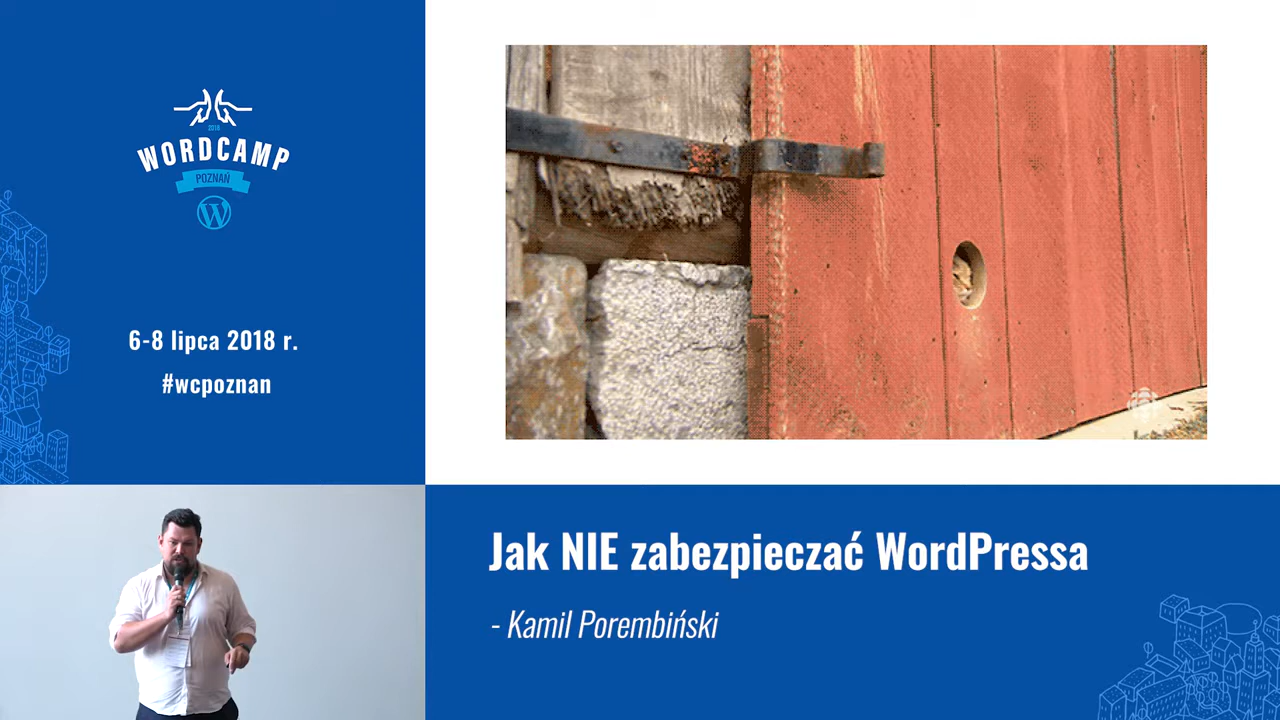 2018
WORDCAMP
POZNAŃ
6-8 lipca 2018 r.
#wcpoznan
Jak NIE zabezpieczać WordPressa
- Kamil Porembiński